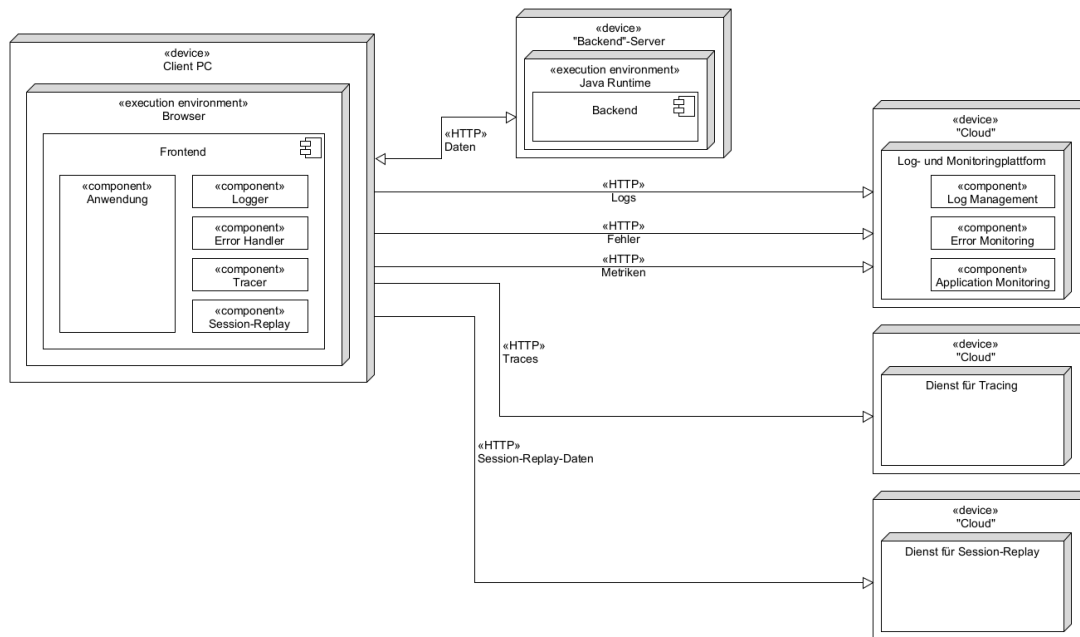 «device»
Client PC
«execution environment»
Browser
Frontend
«component»
Anwendung
«component»
Logger
«component»
Error Handler
«component»
Tracer
«component»
Session-Replay
«HTTP»
Daten
«device»
"Backend"-Server
«execution environment»
Java Runtime
Backend
«HTTP»
Logs
«HTTP»
Fehler
«HTTP»
Metriken
«HTTP»
Traces
«HTTP»
Session-Replay-Daten
«device»
"Cloud"
Log- und Monitoringplattform
«component»
Log Management
«component»
Error Monitoring
«component»
Application Monitoring
«device»
"Cloud"
Dienst für Tracing
«device»
"Cloud"
Dienst für Session-Replay